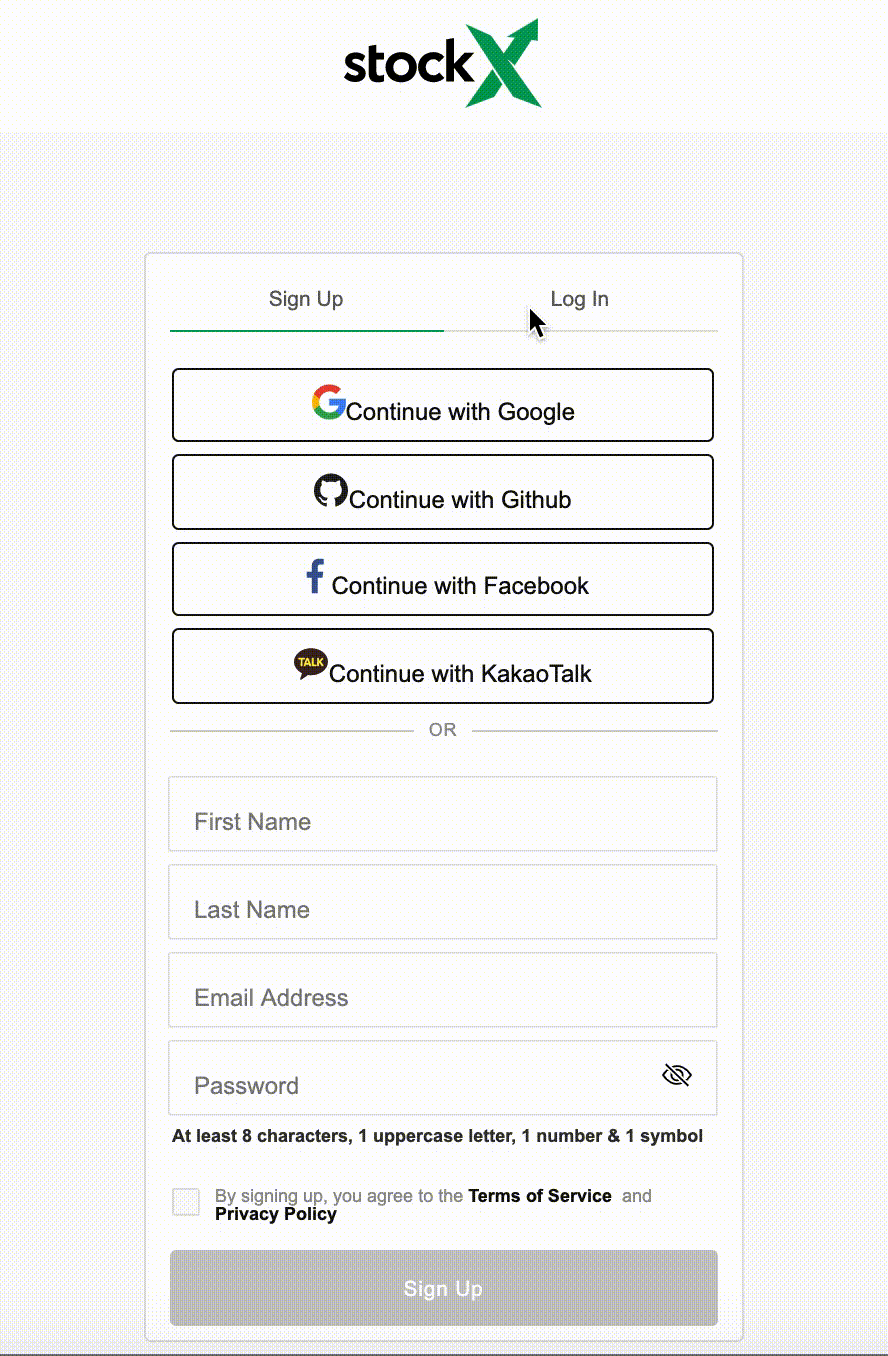 stockX
Sign Up
Log In
Continue with Google
Continue with Github
Continue with Facebook
TALK
Continue with KakaoTalk
OR
First Name
Last Name
Email Address
Password
At least 8 characters, 1 uppercase letter, 1 number & 1 symbol
By signing up, you agree to the Terms of Service and
Privacy Policy
Sign Up